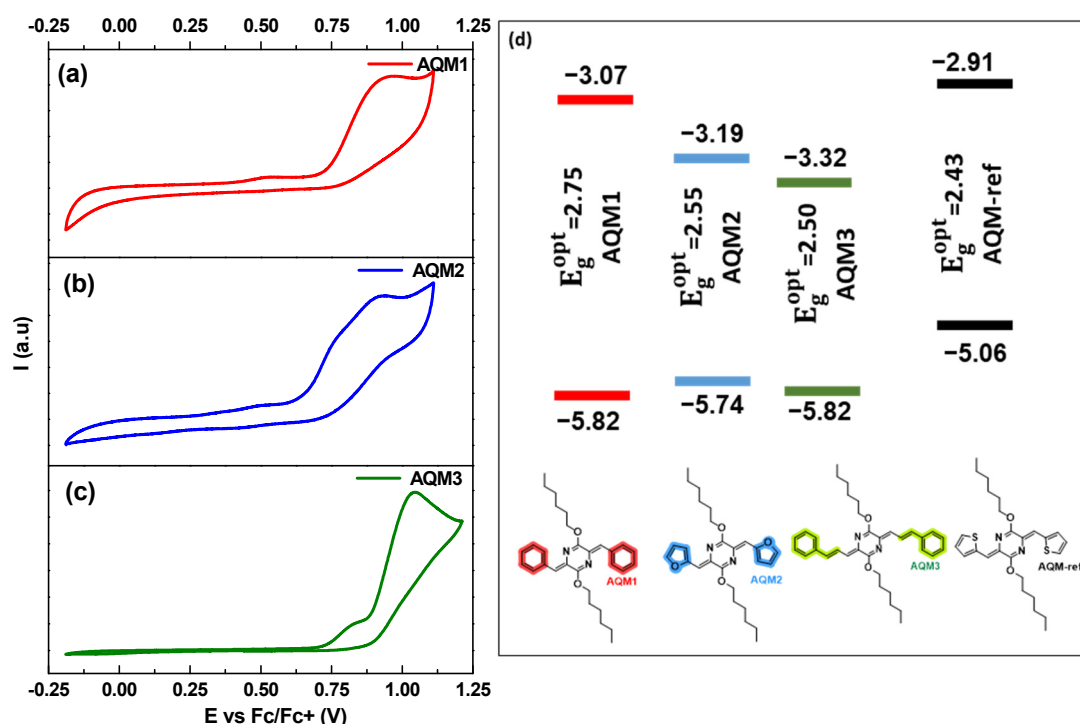 -0.25 0.00 0.25 0.50 0.75 1.00 1.25
(a)
AQM1
(b)
AQM2
(c)
AQM3
I (a.u)
-0.25 0.00 0.25 0.50 0.75 1.00 1.25
E vs Fc/Fc+ (V)
(d)
−3.07
E_g^opt=2.75
AQM1
−5.82
−3.19
E_g^opt=2.55
AQM2
−5.74
−3.32
E_g^opt=2.50
AQM3
−5.82
−2.91
E_g^opt=2.43
AQM-ref
−5.06
O
N
N
O
AQM1
O
O
N
N
O
O
AQM2
O
N
N
O
AQM3
O
S
N
N
S
O
AQM-ref